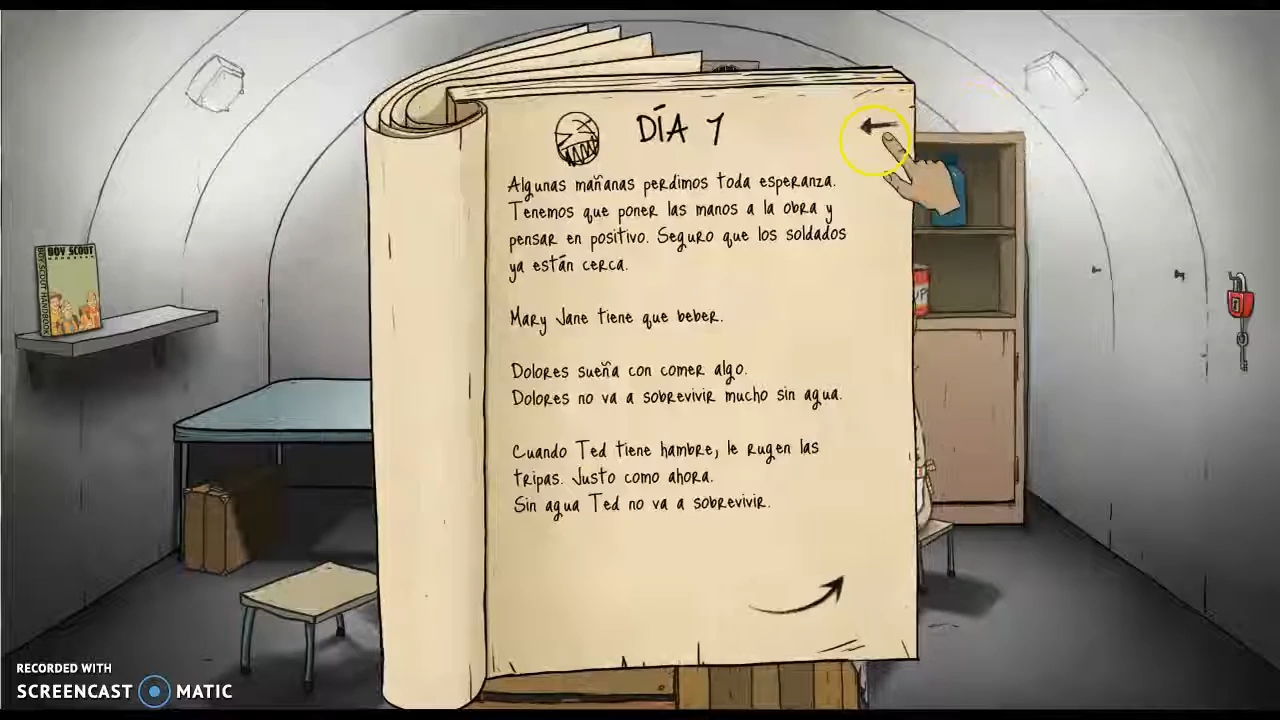 DÍA 7
Algunas mañanas perdimos toda esperanza.
Tenemos que poner las manos a la obra y
pensar en positivo. Seguro que los soldados
ya están cerca.
Mary Jane tiene que beber.
Dolores sueña con comer algo.
Dolores no va a sobrevivir mucho sin agua.
Cuando Ted tiene hambre, le rugen las
tripas. Justo como ahora.
Sin agua Ted no va a sobrevivir.
BOY SCOUT
BOY SCOUT HANDBOOK
RECORDED WITH
SCREENCAST MATIC